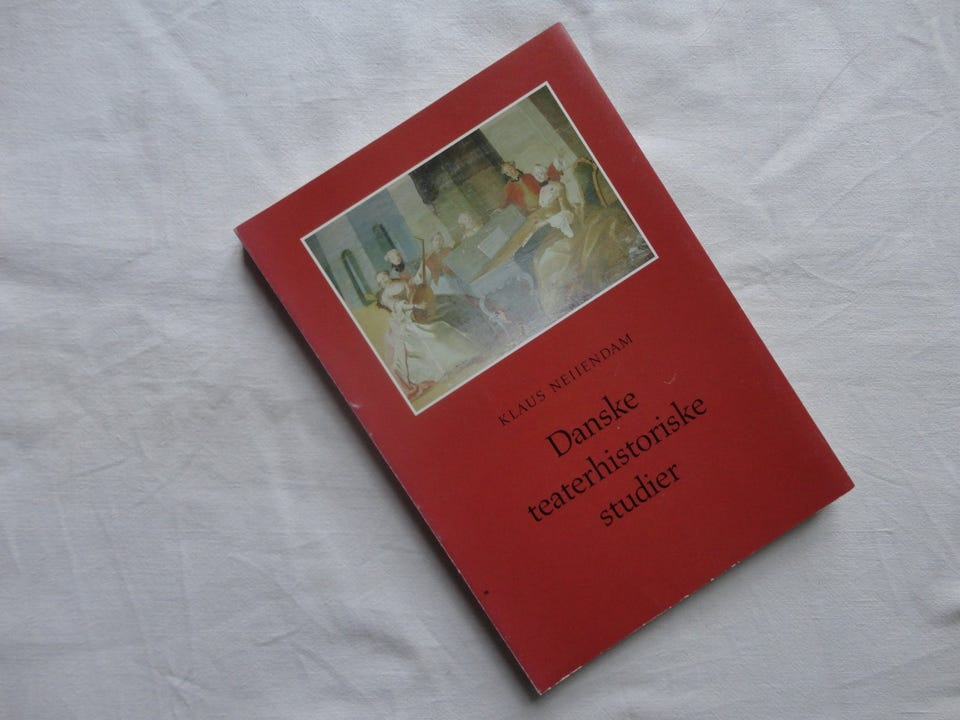 KLAUS NEIIENDAM
Danske
teaterhistoriske
studier